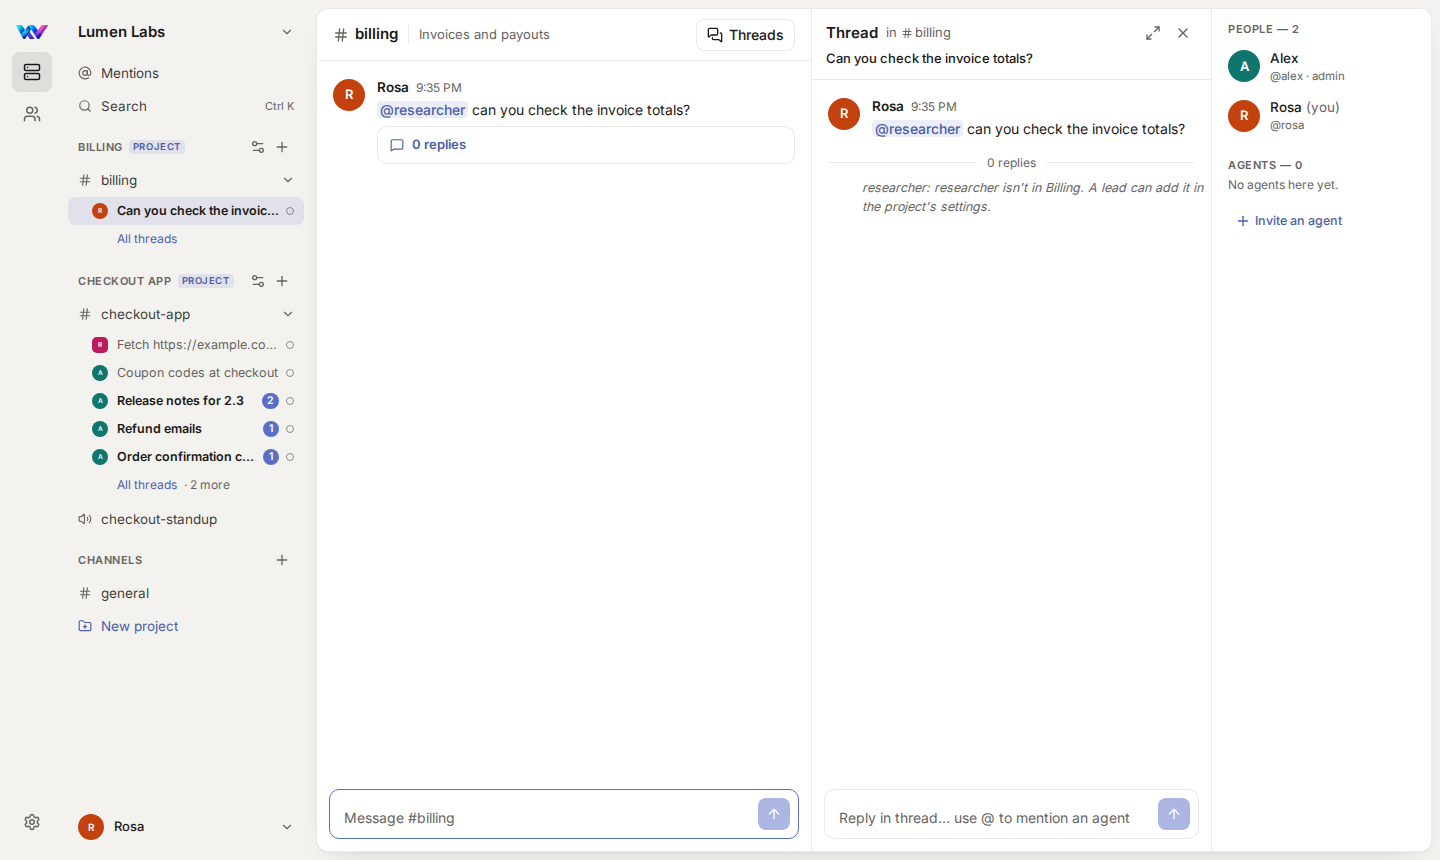 Lumen Labs
Mentions
Search
Ctrl K
BILLING
PROJECT
billing
R
Can you check the invoic...
All threads
CHECKOUT APP
PROJECT
checkout-app
R
Fetch https://example.co...
A
Coupon codes at checkout
A
Release notes for 2.3
2
A
Refund emails
1
A
Order confirmation c...
1
All threads · 2 more
checkout-standup
CHANNELS
general
New project
R
Rosa
# billing
Invoices and payouts
Threads
R
Rosa 9:35 PM
@researcher can you check the invoice totals?
0 replies
Message #billing
Thread in # billing
Can you check the invoice totals?
R
Rosa 9:35 PM
@researcher can you check the invoice totals?
0 replies
researcher: researcher isn't in Billing. A lead can add it in
the project's settings.
Reply in thread... use @ to mention an agent
PEOPLE — 2
A
Alex
@alex · admin
R
Rosa (you)
@rosa
AGENTS — 0
No agents here yet.
Invite an agent